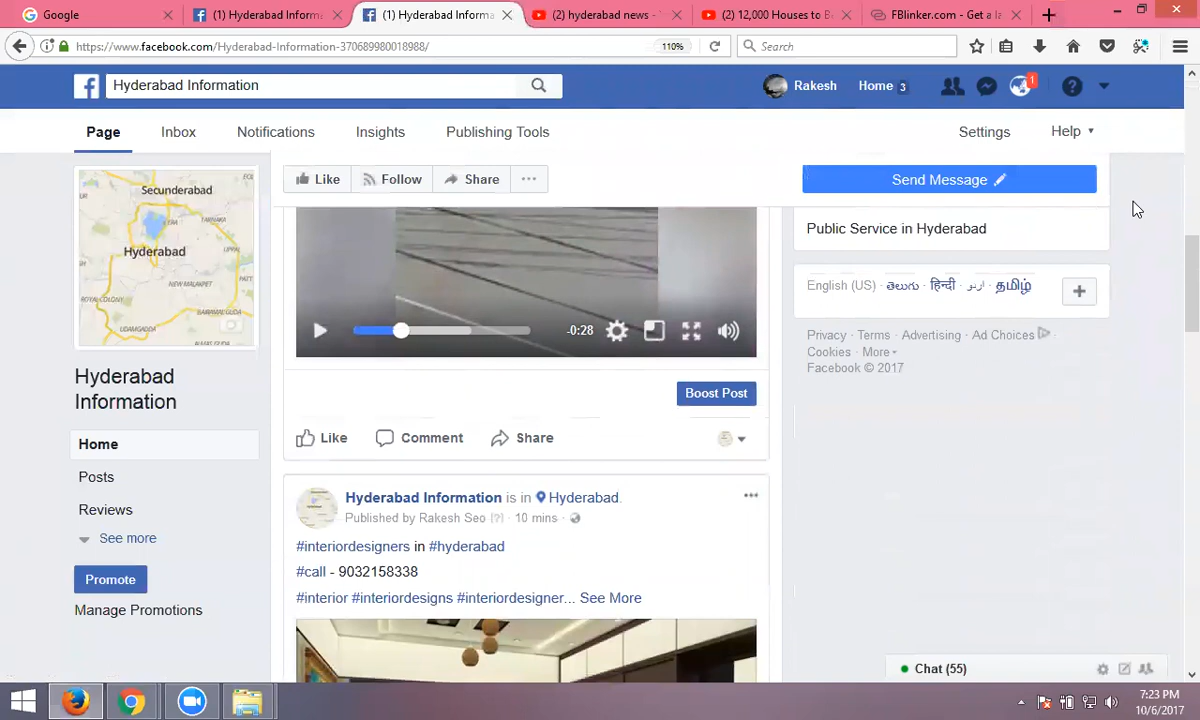 Google
(1) Hyderabad Inform
(1) Hyderabad Informa
(2) hyderabad news -
(2) 12,000 Houses to B
FBlinker.com - Get a la
https://www.facebook.com/Hyderabad-Information-370689980018988/
110%
Search
Hyderabad Information
Rakesh
Home 3
1
Page
Inbox
Notifications
Insights
Publishing Tools
Settings
Help
Like
Follow
Share
Send Message
Secunderabad
Hyderabad
Public Service in Hyderabad
English (US) · తెలుగు · हिन्दी · اردو · தமிழ்
-0:28
Privacy · Terms · Advertising · Ad Choices ·
Cookies · More
Facebook © 2017
Boost Post
Hyderabad
Information
Like
Comment
Share
Home
Posts
Reviews
See more
Promote
Manage Promotions
Hyderabad Information is in Hyderabad.
Published by Rakesh Seo [?] · 10 mins ·
#interiordesigners in #hyderabad
#call - 9032158338
#interior #interiordesigns #interiordesigner... See More
Chat (55)
7:23 PM
10/6/2017